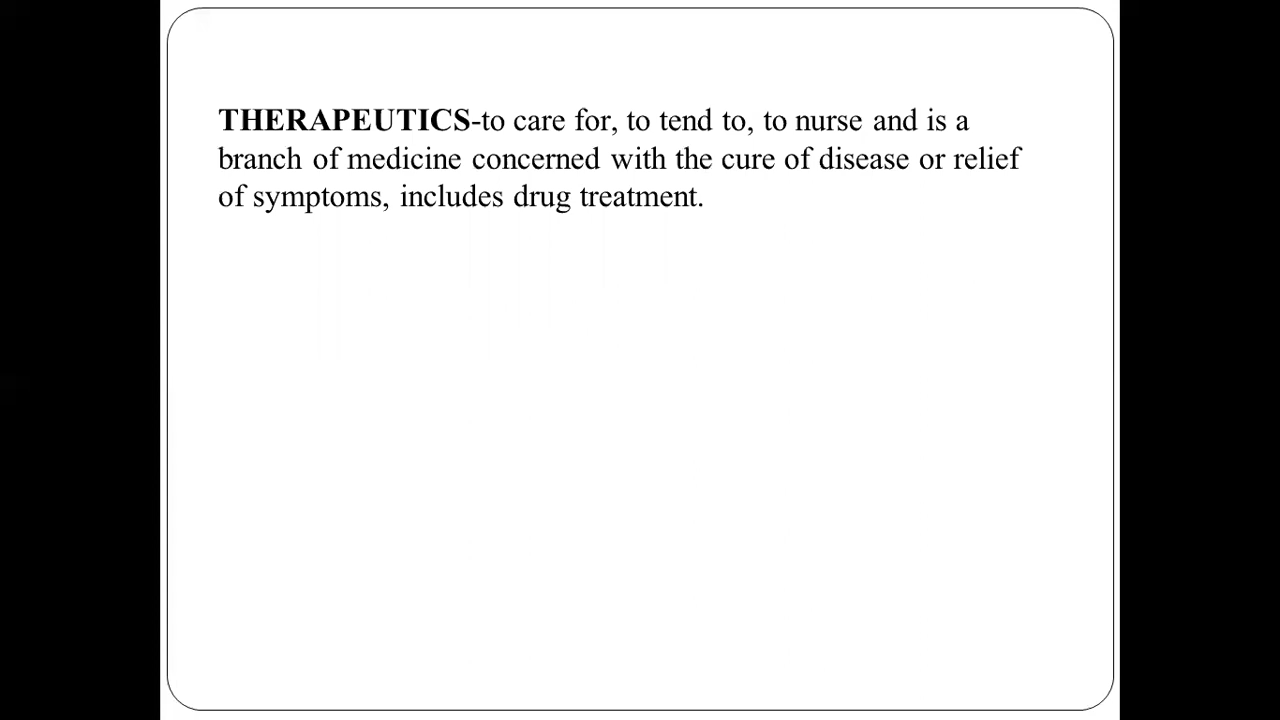 THERAPEUTICS-to care for, to tend to, to nurse and is a
branch of medicine concerned with the cure of disease or relief
of symptoms, includes drug treatment.